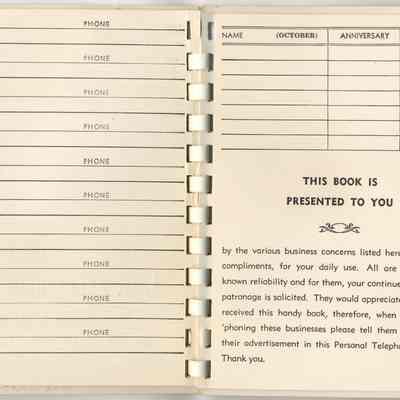 PHONE
PHONE
PHONE
PHONE
PHONE
PHONE
PHONE
PHONE
PHONE
PHONE
NAME (OCTOBER) ANNIVERSARY
THIS BOOK IS
PRESENTED TO YOU
by the various business concerns listed here
compliments, for your daily use. All are
known reliability and for them, your continue
patronage is solicited. They would appreciate
received this handy book, therefore, when
'phoning these businesses please tell them
their advertisement in this Personal Telepho
Thank you.